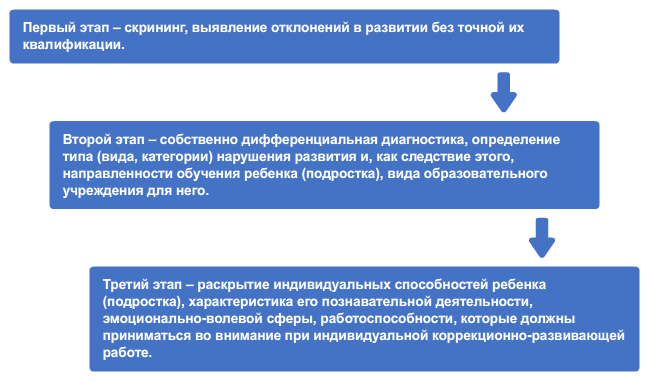 Первый этап – скрининг, выявление отклонений в развитии без точной их
квалификации.
Второй этап – собственно дифференциальная диагностика, определение
типа (вида, категории) нарушения развития и, как следствие этого,
направленности обучения ребенка (подростка), вида образовательного
учреждения для него.
Третий этап – раскрытие индивидуальных способностей ребенка
(подростка), характеристика его познавательной деятельности,
эмоционально-волевой сферы, работоспособности, которые должны
приниматься во внимание при индивидуальной коррекционно-развивающей
работе.